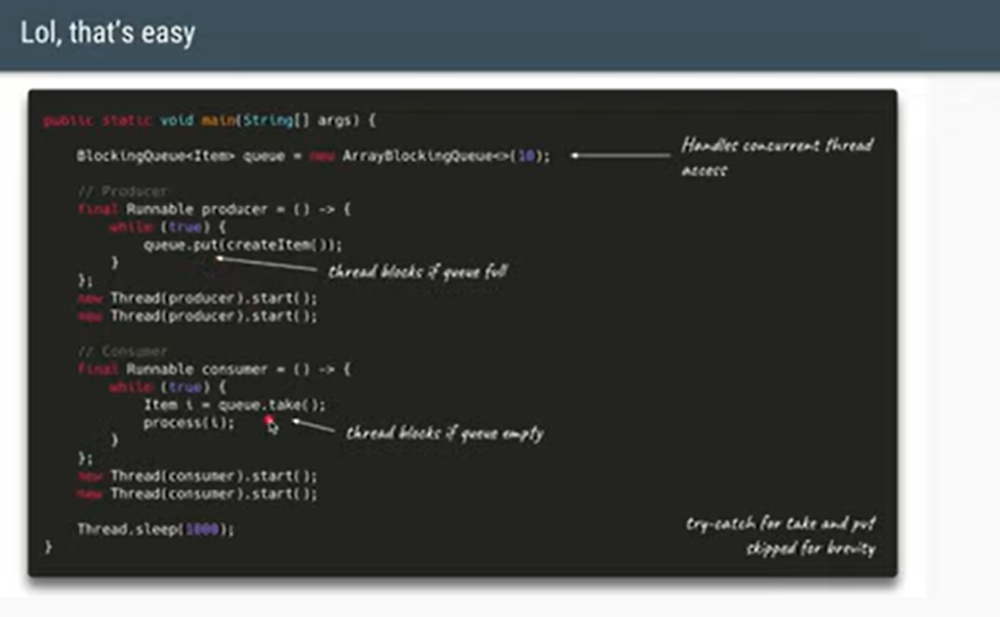 Lol, that's easy
public static void main(String[] args) {
BlockingQueue<Item> queue = new ArrayBlockingQueue<>(10);
Handles concurrent thread
access
// Producer
final Runnable producer = () -> {
while (true) {
queue.put(createItem());
}
thread blocks if queue full
};
new Thread(producer).start();
new Thread(producer).start();
// Consumer
final Runnable consumer = () -> {
while (true) {
Item i = queue.take();
process(i);
thread blocks if queue empty
}
};
new Thread(consumer).start();
new Thread(consumer).start();
Thread.sleep(1000);
}
try-catch for take and put
skipped for brevity